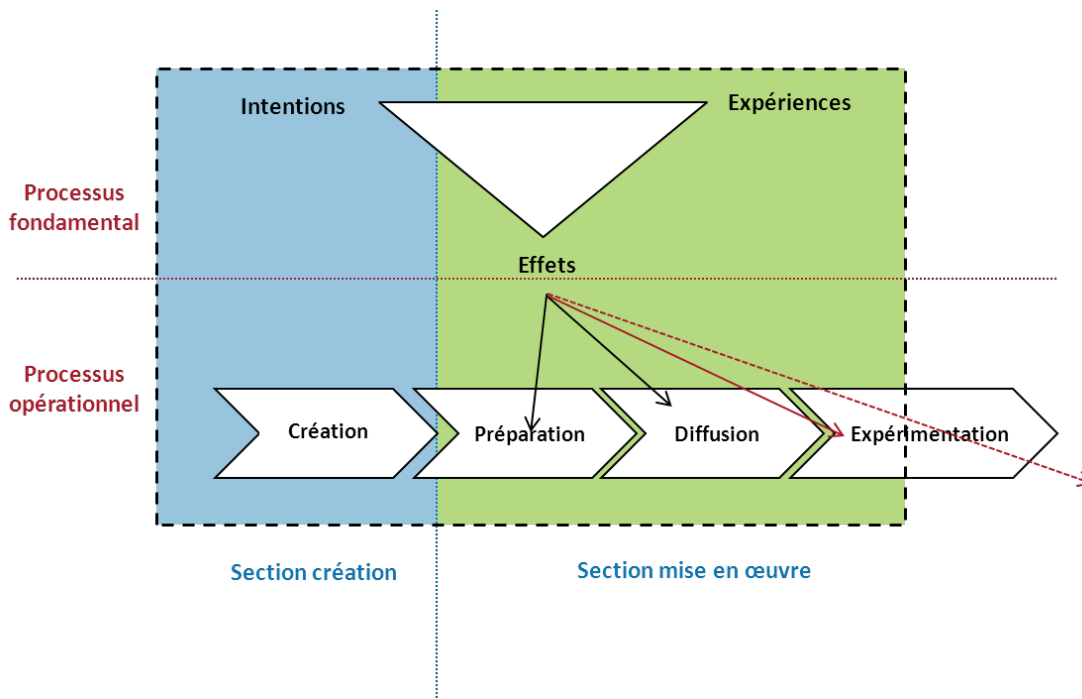 Intentions
Expériences
Processus
fondamental
Effets
Processus
opérationnel
Création
Préparation
Diffusion
Expérimentation
Section création
Section mise en œuvre